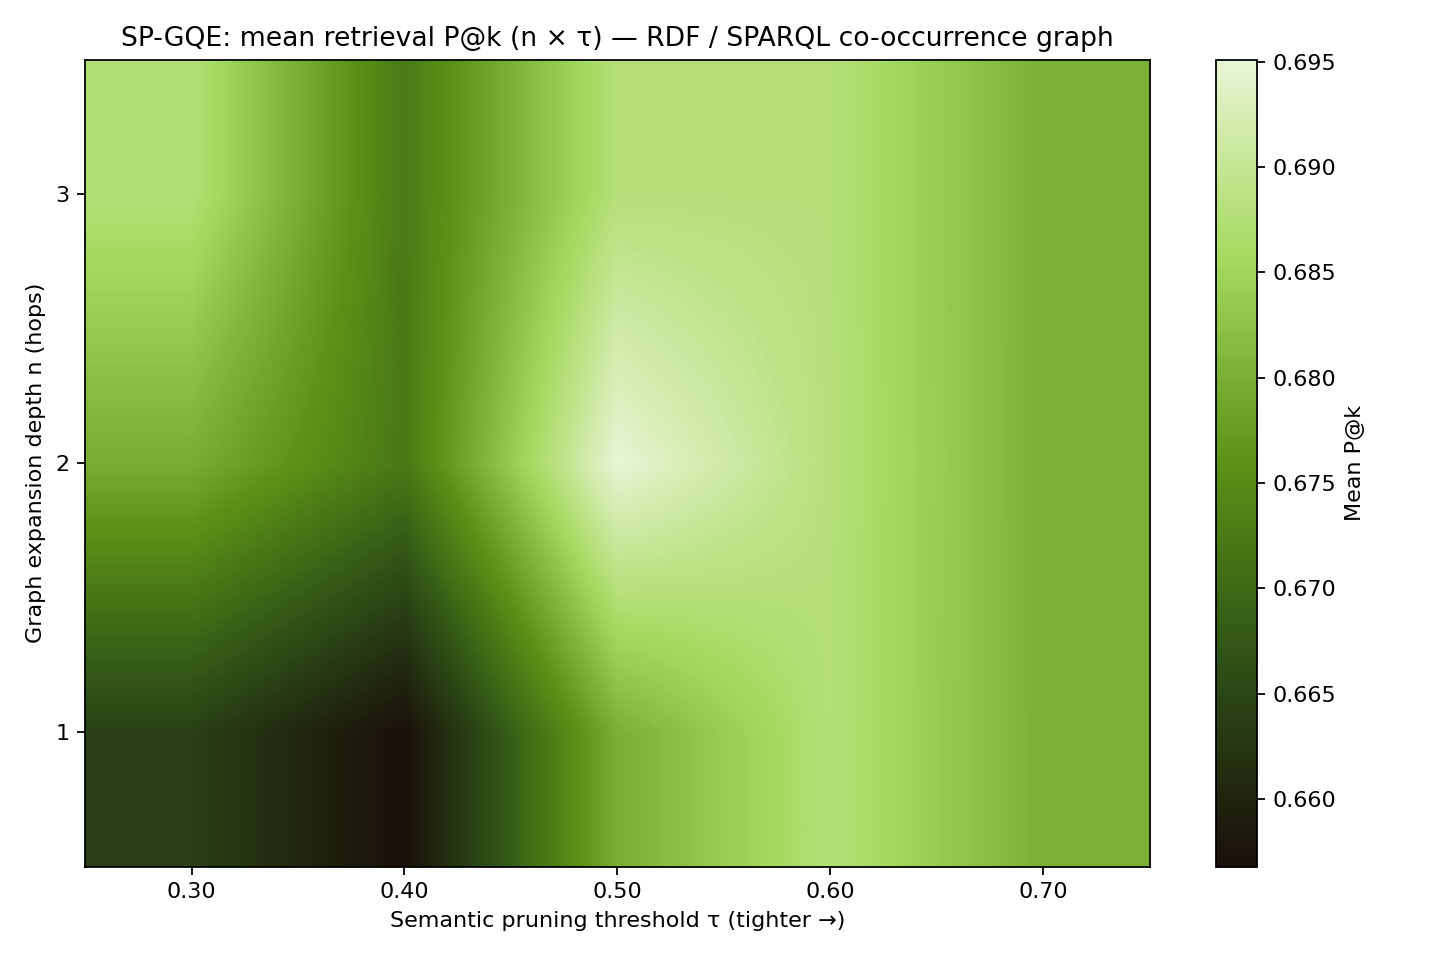 SP-GQE: mean retrieval P@k (n × τ) — RDF / SPARQL co-occurrence graph
Graph expansion depth n (hops)
3
2
1
0.30 0.40 0.50 0.60 0.70
Semantic pruning threshold τ (tighter →)
0.695
0.690
0.685
0.680
0.675
0.670
0.665
0.660
Mean P@k